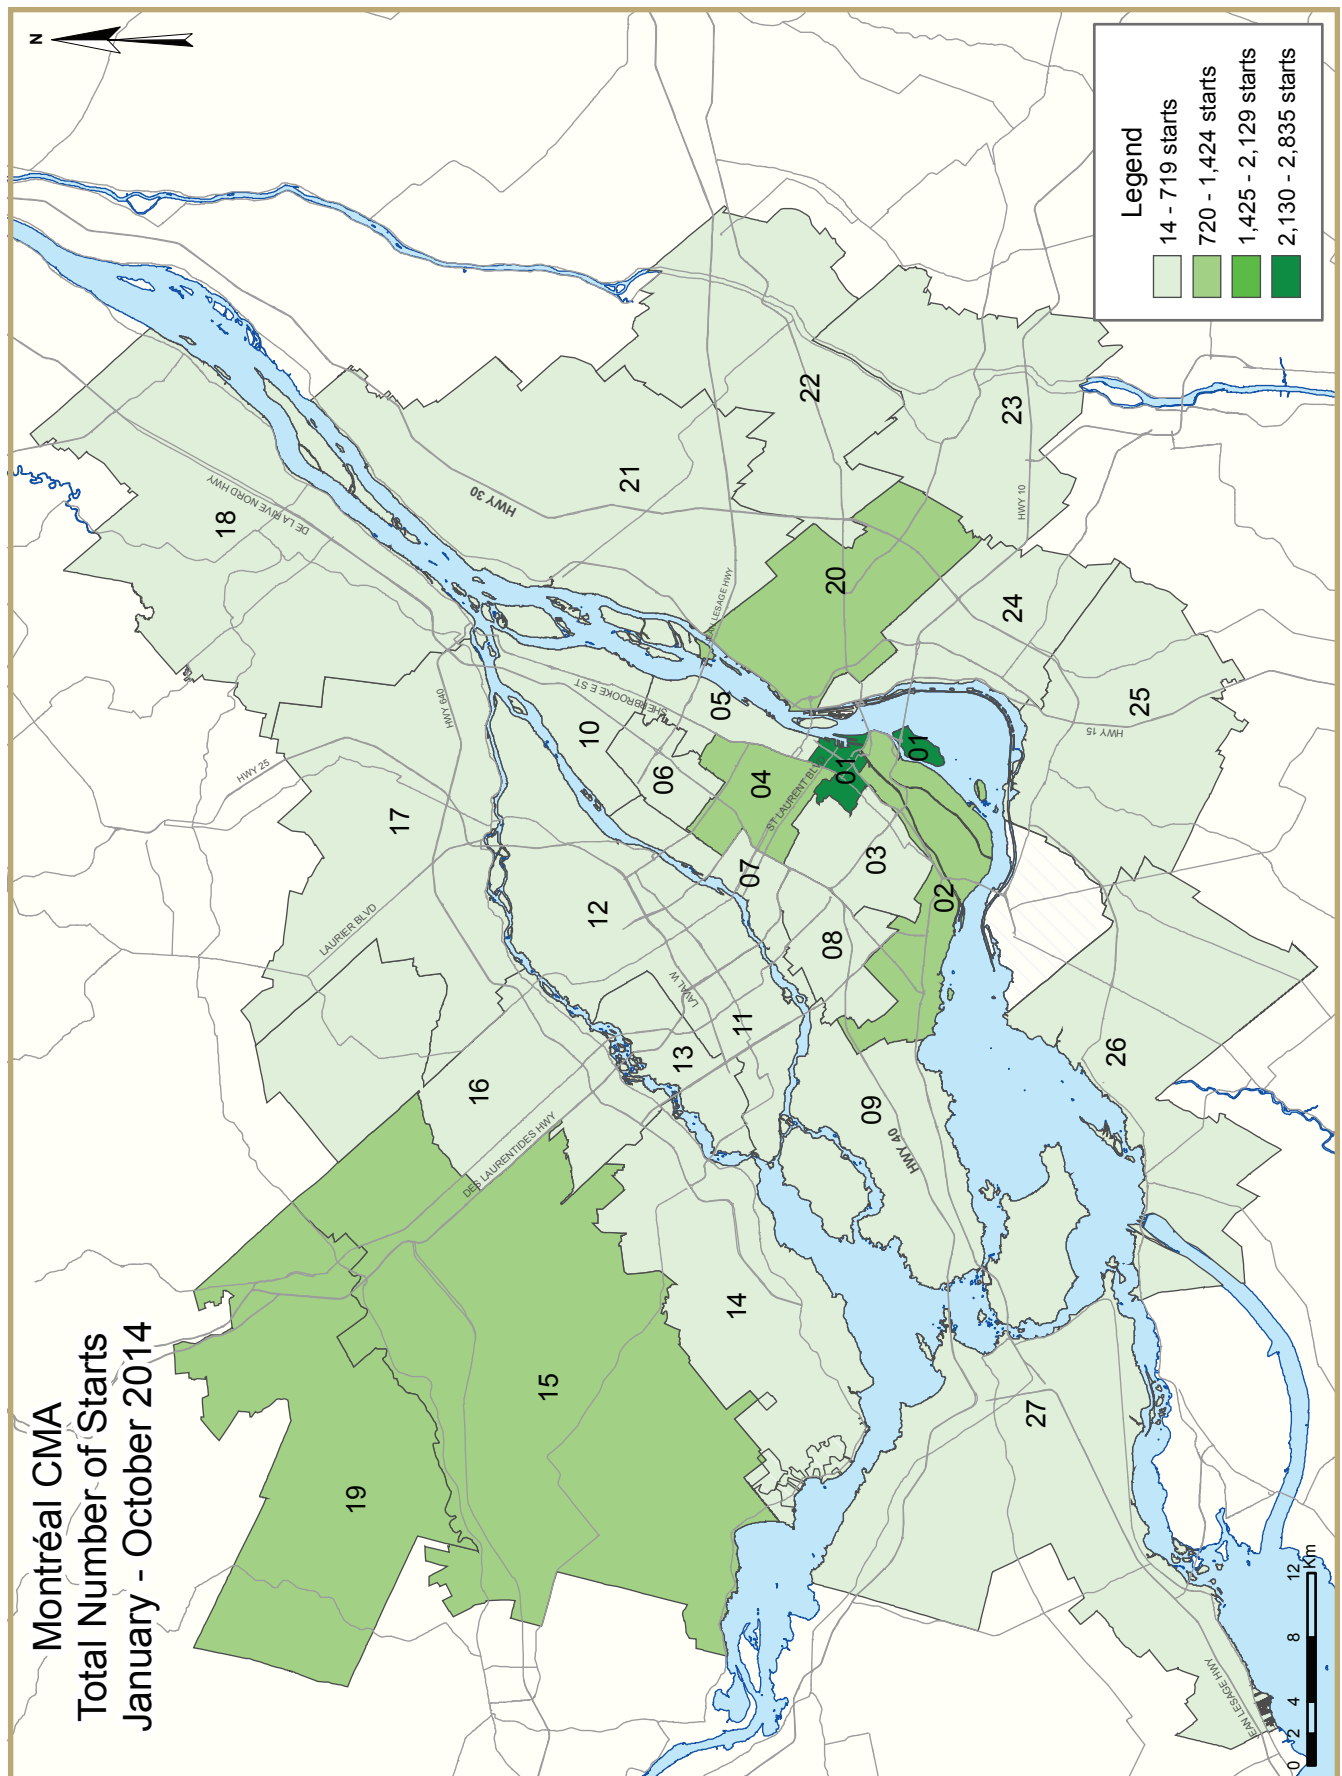 Montréal CMA
Total Number of Starts
January - October 2014
N
Legend
14 - 719 starts
720 - 1,424 starts
1,425 - 2,129 starts
2,130 - 2,835 starts
18
DE LA RIVE NORD HWY
HWY 640
HWY 25
17
LAURIER BLVD
16
DES LAURENTIDES HWY
19
15
14
13
12
11
LAVAL W
10
SHERBROOKE E ST
06
05
04
ST LAURENT BLVD
07
01
01
03
08
02
09
HWY 40
HWY 30
21
22
JEAN LESAGE HWY
20
23
HWY 10
24
25
HWY 15
26
27
JEAN LESAGE HWY
0 2 4 8 12
Km